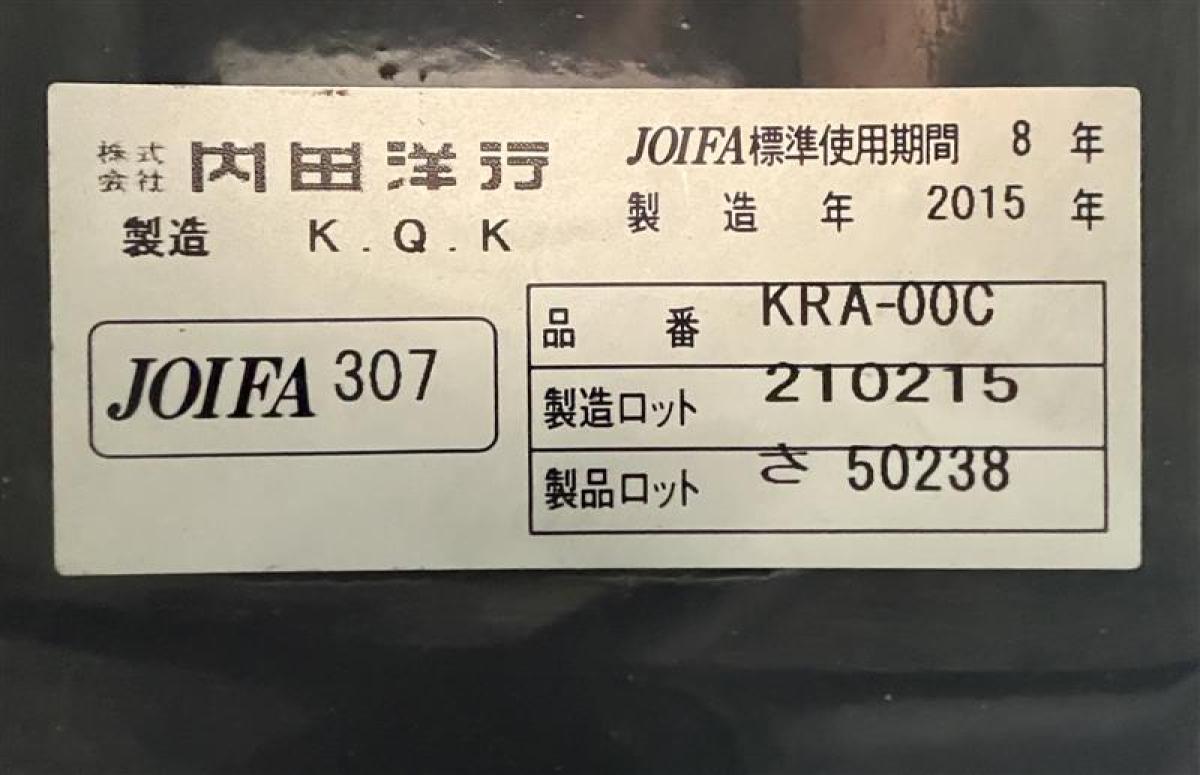 株式会社 内田洋行
製造 K.Q.K
JOIFA標準使用期間 8 年
製造年 2015 年
JOIFA 307
品番 KRA-00C
製造ロット 210215
製品ロット さ 50238